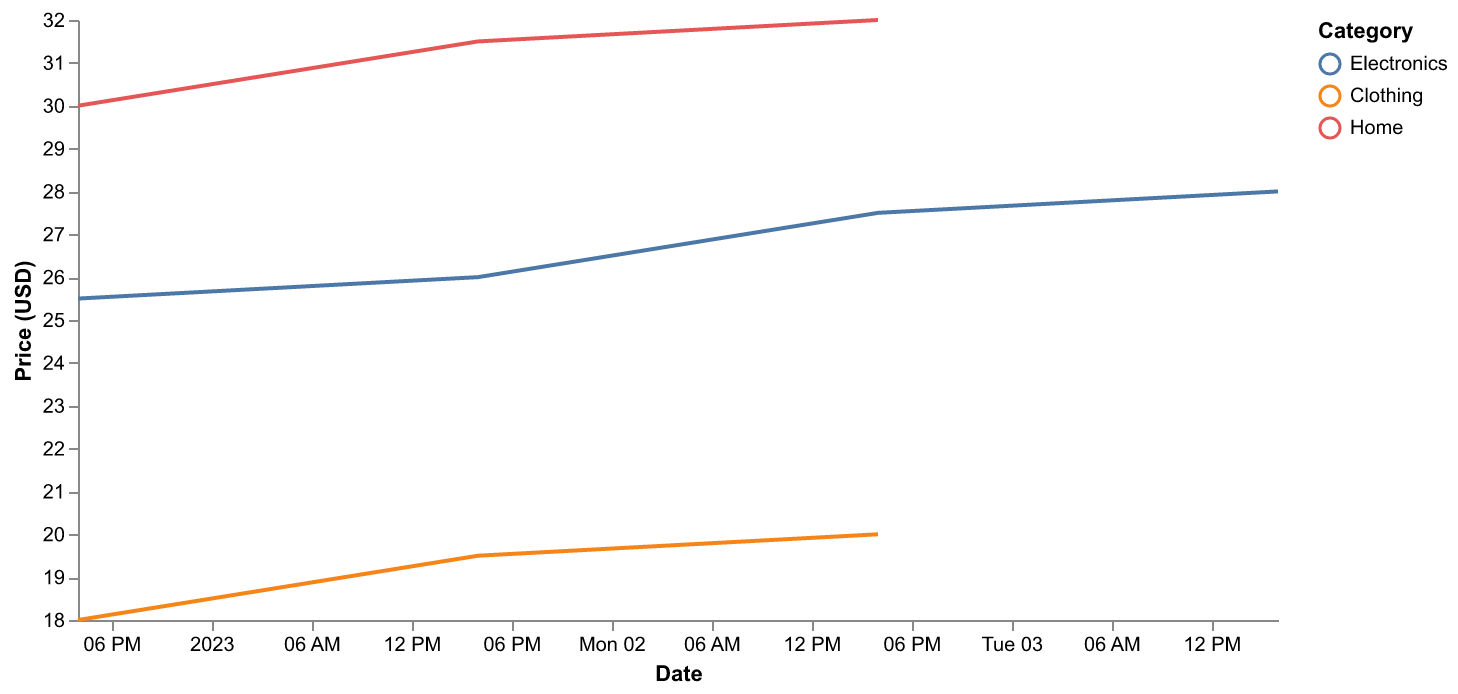 32
31
30
29
28
27
26
25
24
23
22
21
20
19
18
Price (USD)
06 PM 2023 06 AM 12 PM 06 PM Mon 02 06 AM 12 PM 06 PM Tue 03 06 AM 12 PM
Date
Category
Electronics
Clothing
Home